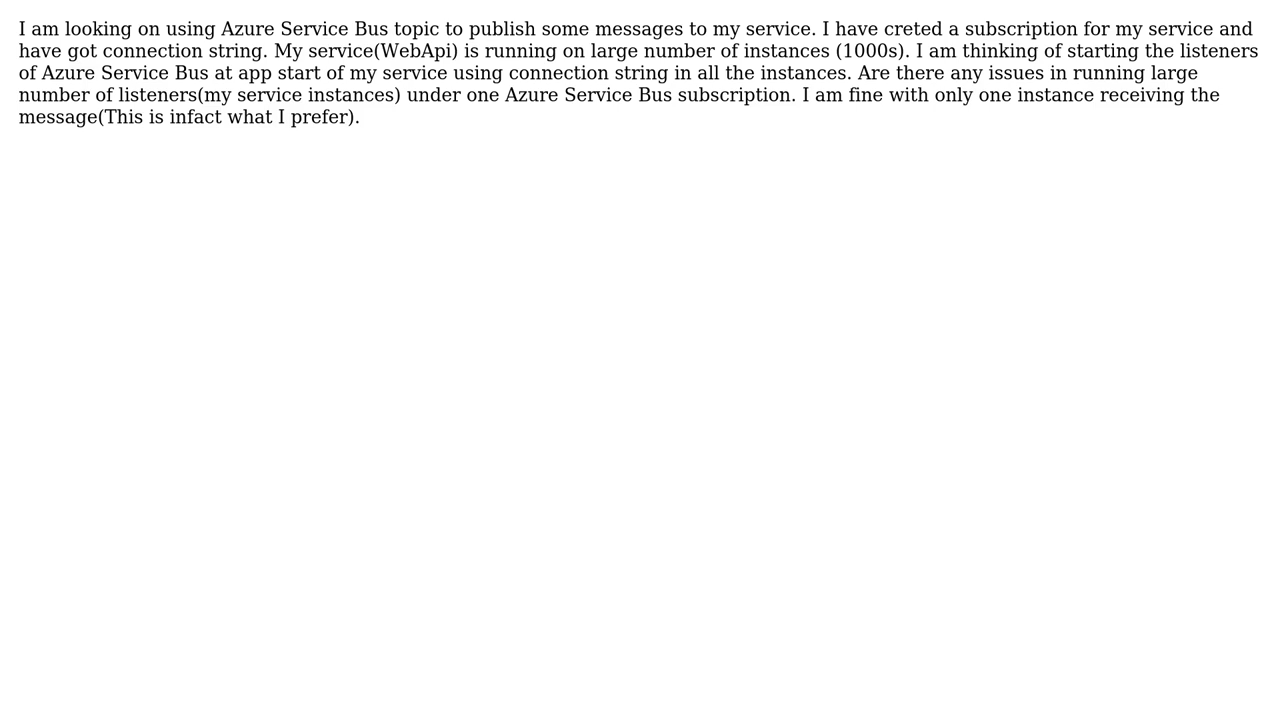 I am looking on using Azure Service Bus topic to publish some messages to my service. I have creted a subscription for my service and
have got connection string. My service(WebApi) is running on large number of instances (1000s). I am thinking of starting the listeners
of Azure Service Bus at app start of my service using connection string in all the instances. Are there any issues in running large
number of listeners(my service instances) under one Azure Service Bus subscription. I am fine with only one instance receiving the
message(This is infact what I prefer).